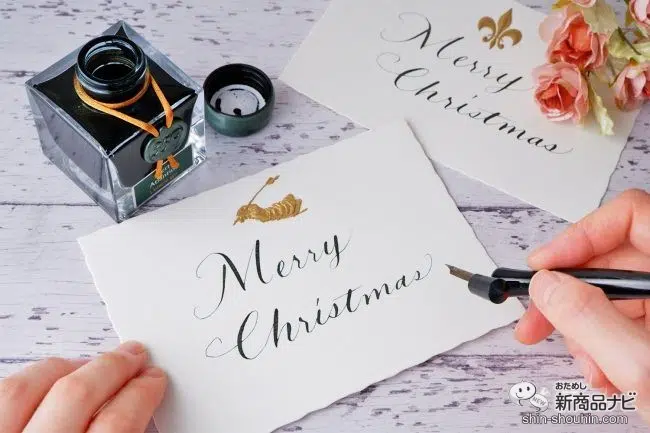 Merry
Christmas
Merry
Christmas
おためし
新商品ナビ
shin-shouhin.com